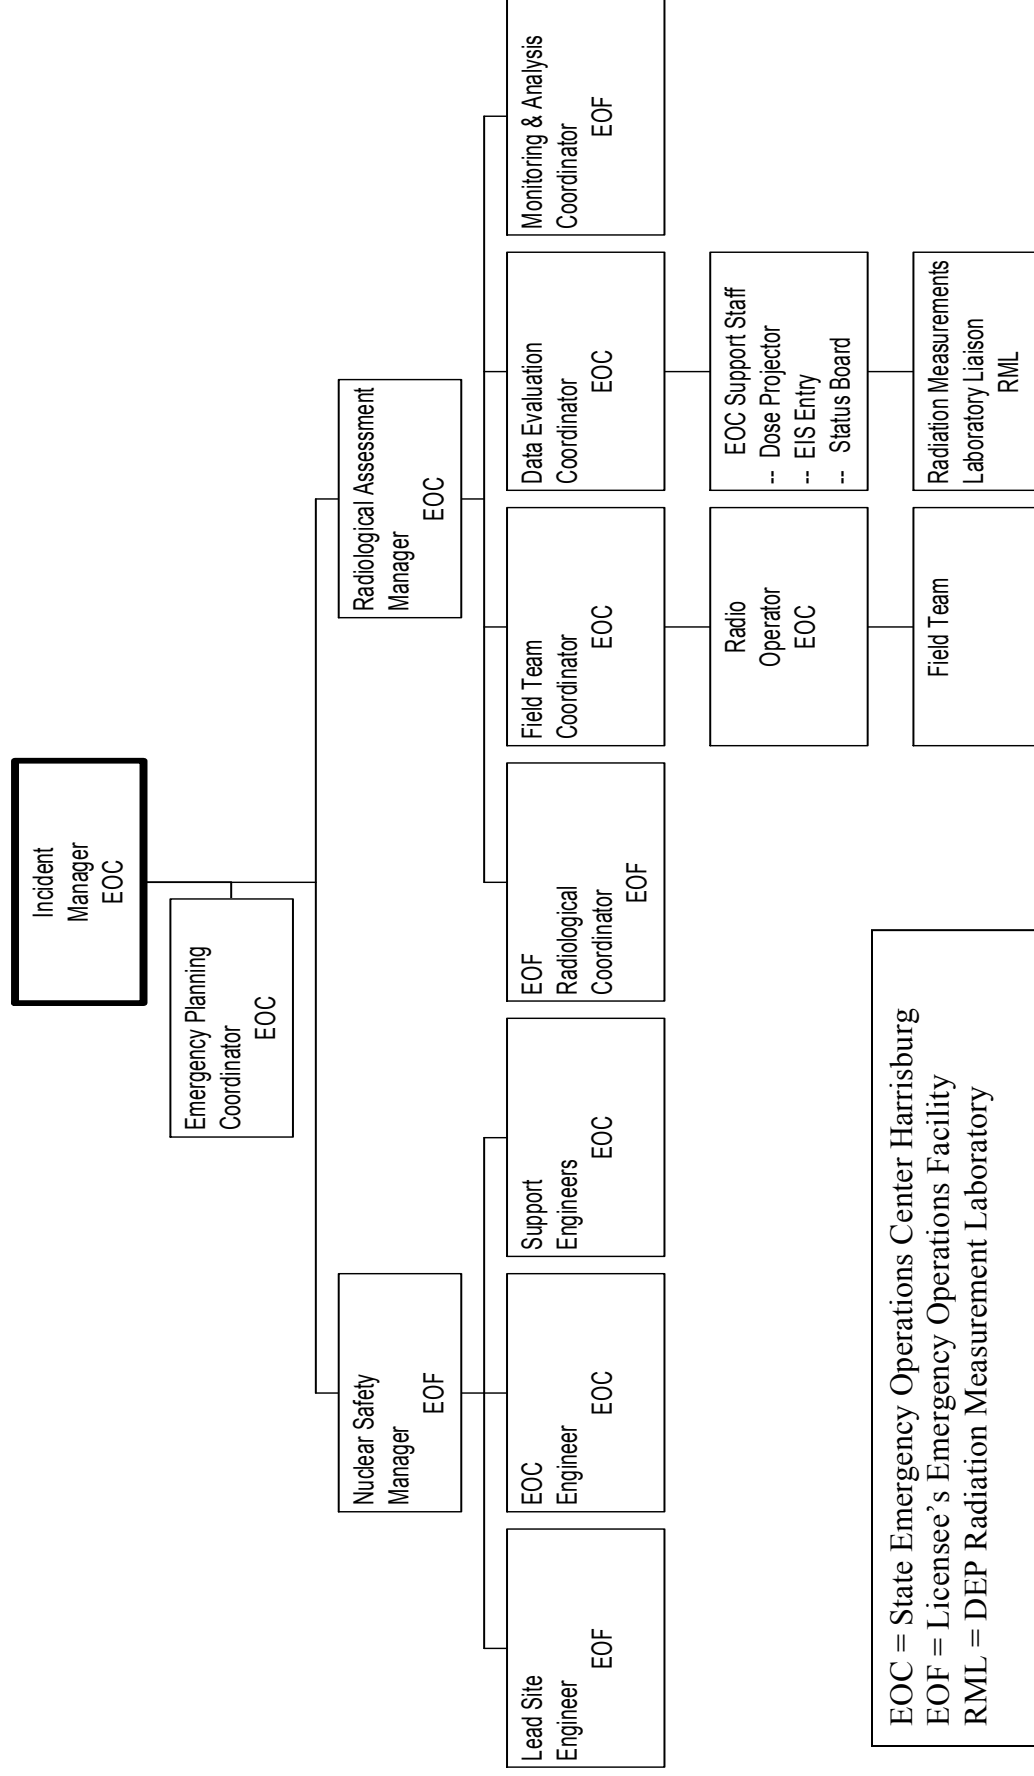 Incident
Manager
EOC
Emergency Planning
Coordinator
EOC
Nuclear Safety
Manager
EOF
Radiological Assessment
Manager
EOC
Lead Site
Engineer
EOF
EOC
Engineer
EOC
Support
Engineers
EOC
EOF
Radiological
Coordinator
EOF
Field Team
Coordinator
EOC
Data Evaluation
Coordinator
EOC
Monitoring & Analysis
Coordinator
EOF
Radio
Operator
EOC
EOC Support Staff
-- Dose Projector
-- EIS Entry
-- Status Board
Field Team
Radiation Measurements
Laboratory Liaison
RML
EOC = State Emergency Operations Center Harrisburg
EOF = Licensee’s Emergency Operations Facility
RML = DEP Radiation Measurement Laboratory